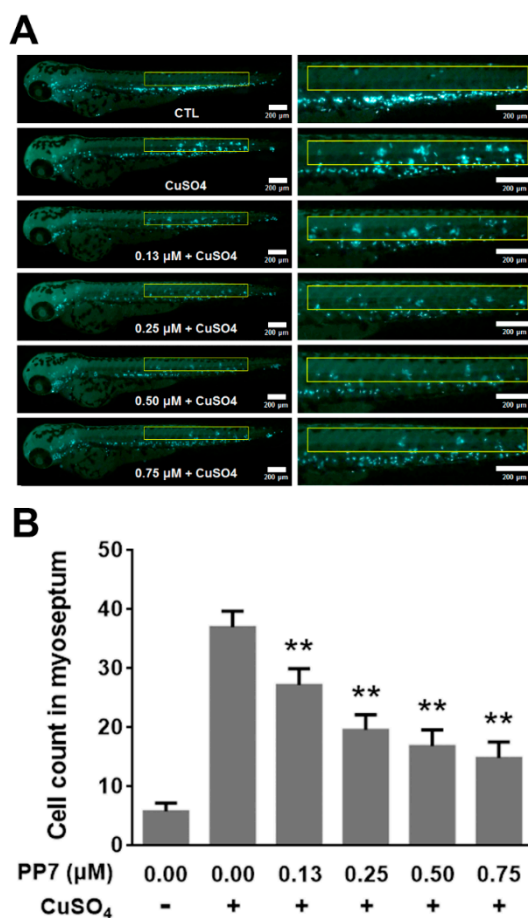 A
CTL
200 µm
200 µm
CuSO4
200 µm
200 µm
0.13 µM + CuSO4
200 µm
200 µm
0.25 µM + CuSO4
200 µm
200 µm
0.50 µM + CuSO4
200 µm
200 µm
0.75 µM + CuSO4
200 µm
200 µm
B
Cell count in myoseptum
50
40
30
20
10
0
**
**
**
**
PP7 (µM) 0.00 0.00 0.13 0.25 0.50 0.75
CuSO₄ - + + + + +